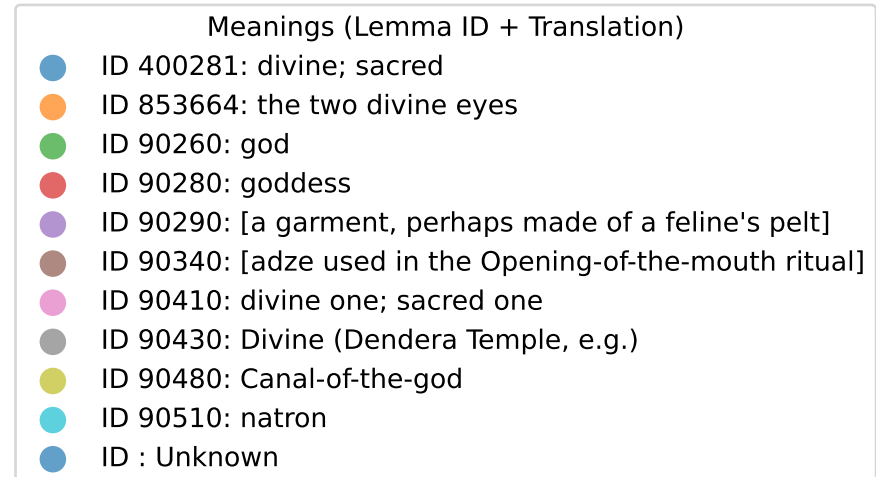 Meanings (Lemma ID + Translation)
ID 400281: divine; sacred
ID 853664: the two divine eyes
ID 90260: god
ID 90280: goddess
ID 90290: [a garment, perhaps made of a feline's pelt]
ID 90340: [adze used in the Opening-of-the-mouth ritual]
ID 90410: divine one; sacred one
ID 90430: Divine (Dendera Temple, e.g.)
ID 90480: Canal-of-the-god
ID 90510: natron
ID : Unknown